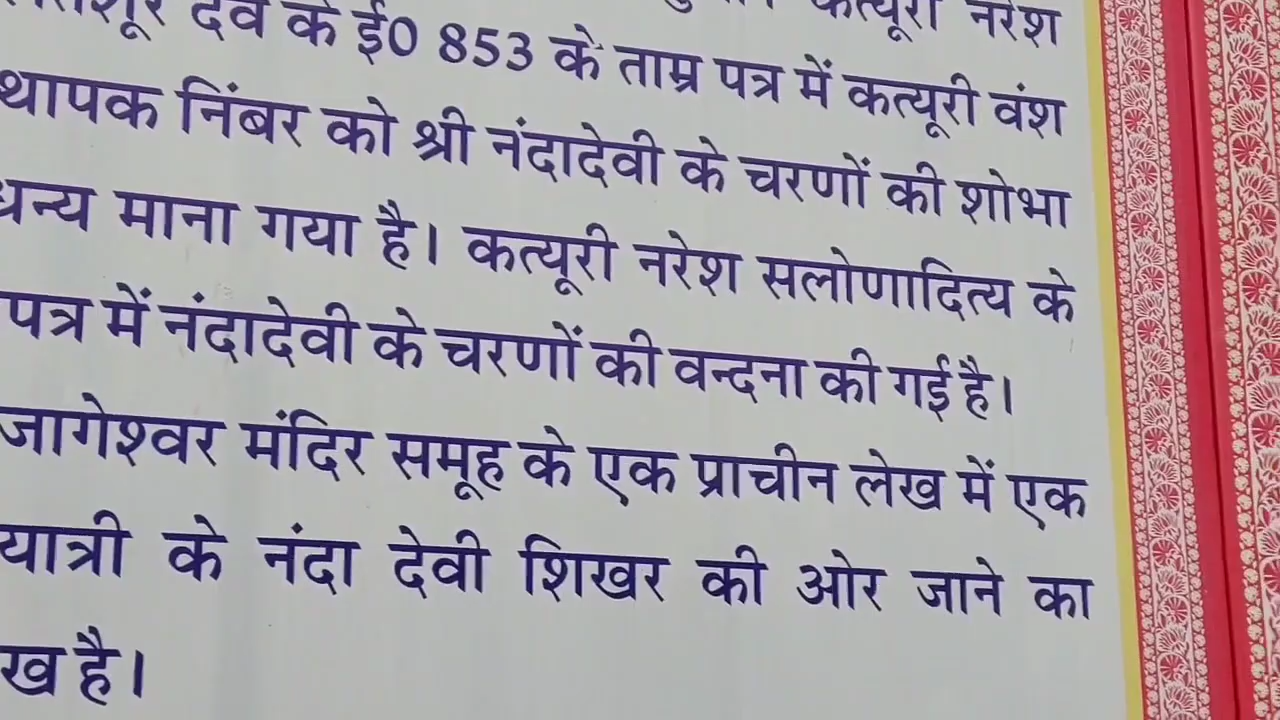 कत्यूरी नरेश
देव के ई0 853 के ताम्र पत्र में कत्यूरी वंश
थापक निंबर को श्री नंदादेवी के चरणों की शोभा
धन्य माना गया है। कत्यूरी नरेश सलोणादित्य के
पत्र में नंदादेवी के चरणों की वन्दना की गई है।
जागेश्वर मंदिर समूह के एक प्राचीन लेख में एक
यात्री के नंदा देवी शिखर की ओर जाने का
ख है।